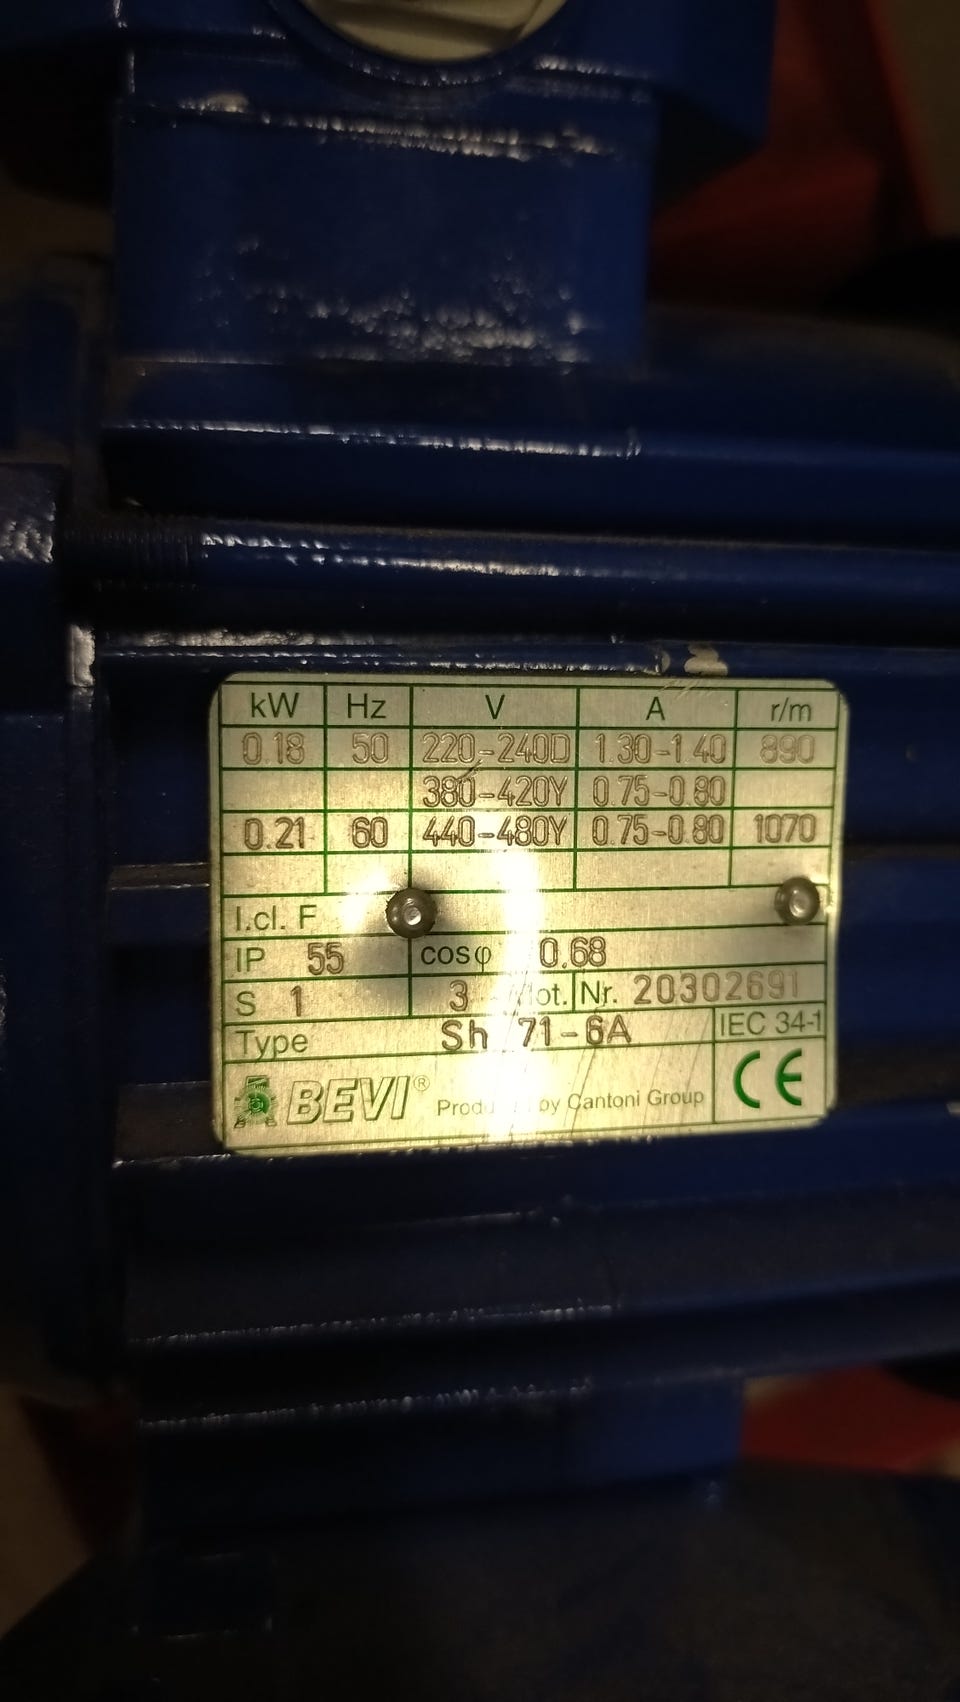 kW Hz V A r/m
0.18 50 220-240D 1.30-1.40 890
380-420Y 0.75-0.80
0.21 60 440-480Y 0.75-0.80 1070
I.cl. F
IP 55 cosφ 0.68
S 1 3 Nr. 20302691
Type Sh 71-6A IEC 34-1
BEVI® by Cantoni Group CE